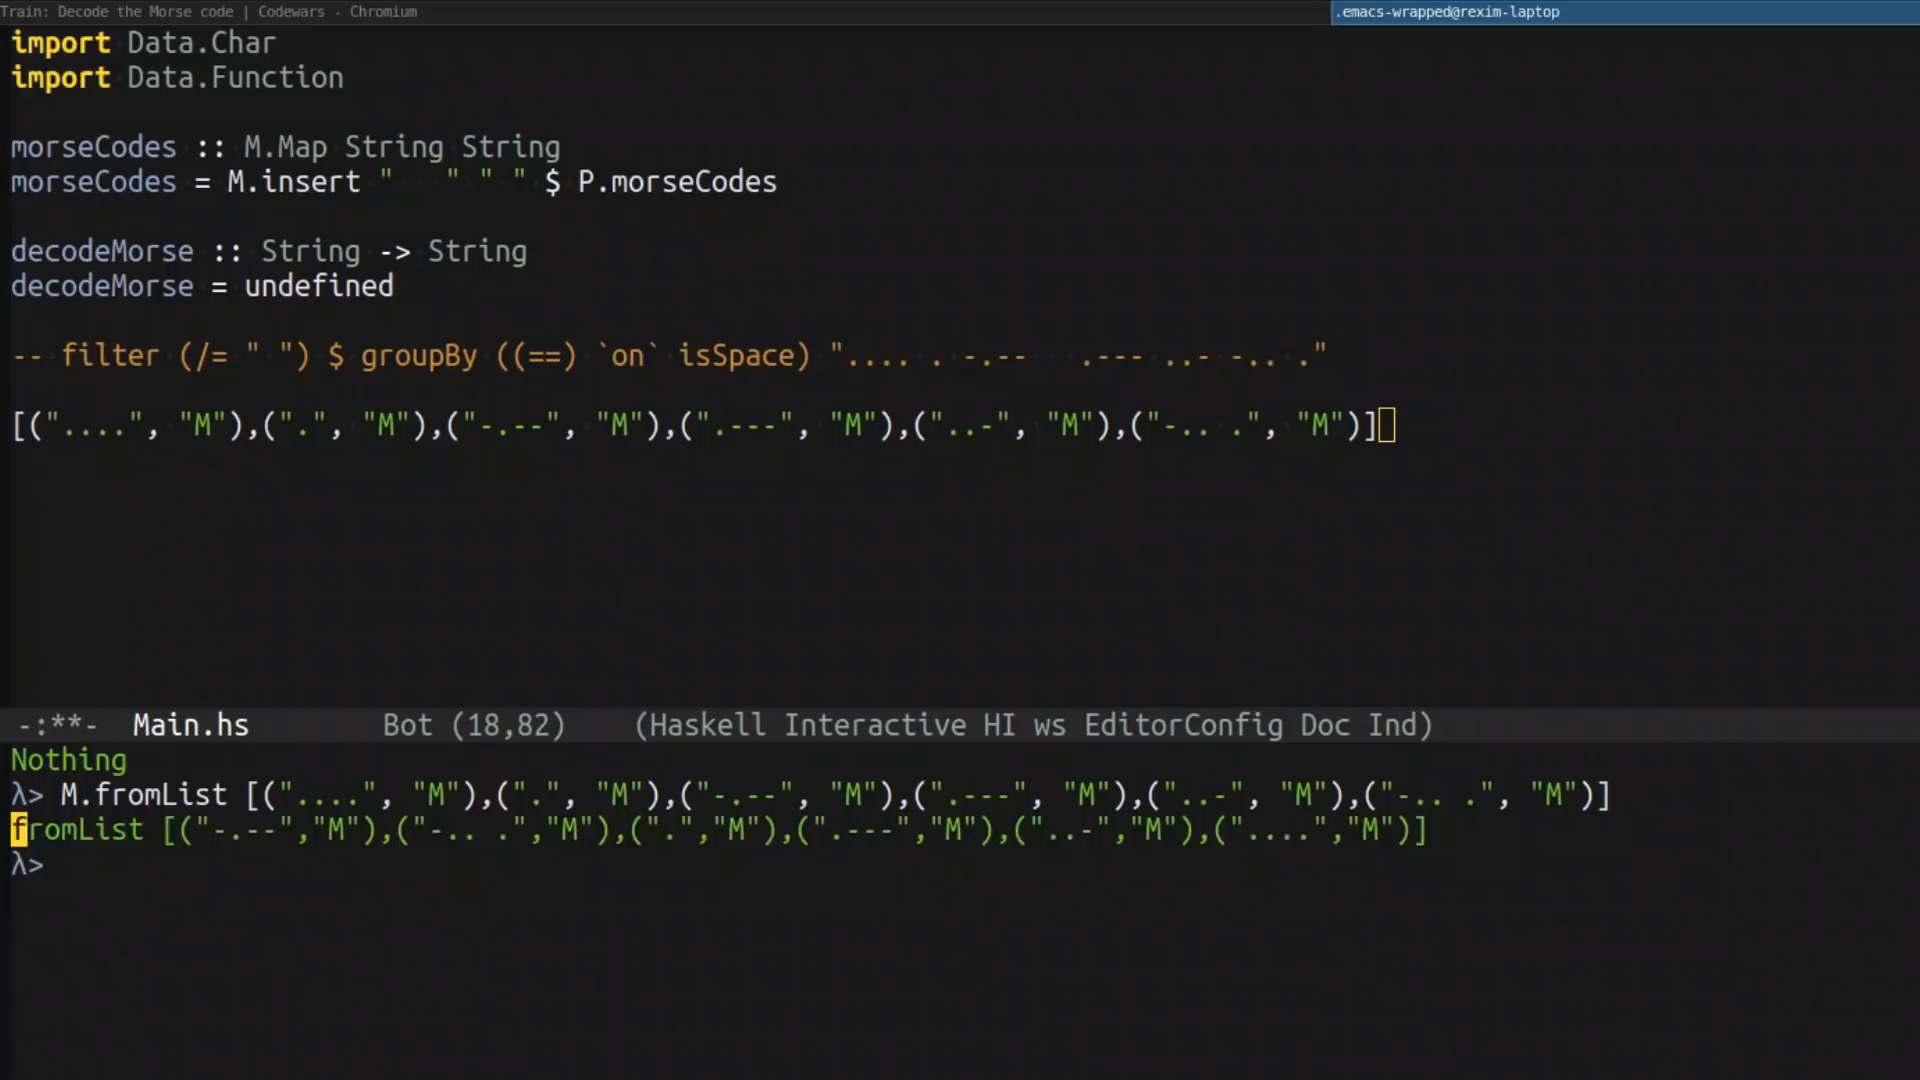 Train: Decode the Morse code | Codewars - Chromium
.emacs-wrapped@rexim-laptop
import Data.Char
import Data.Function
morseCodes :: M.Map String String
morseCodes = M.insert "   " " " $ P.morseCodes
decodeMorse :: String -> String
decodeMorse = undefined
-- filter (/= " ") $ groupBy ((==) `on` isSpace) ".... . -.--   .--- ..- -.. ."
[("....", "M"),(".", "M"),("-.--", "M"),(".---", "M"),("..-", "M"),("-.. .", "M")]
-:**-  Main.hs        Bot (18,82)    (Haskell Interactive HI ws EditorConfig Doc Ind)
Nothing
λ> M.fromList [("....", "M"),(".", "M"),("-.--", "M"),(".---", "M"),("..-", "M"),("-.. .", "M")]
fromList [("-.--","M"),("-.. .","M"),(".","M"),(".---","M"),("..-","M"),("....","M")]
λ>